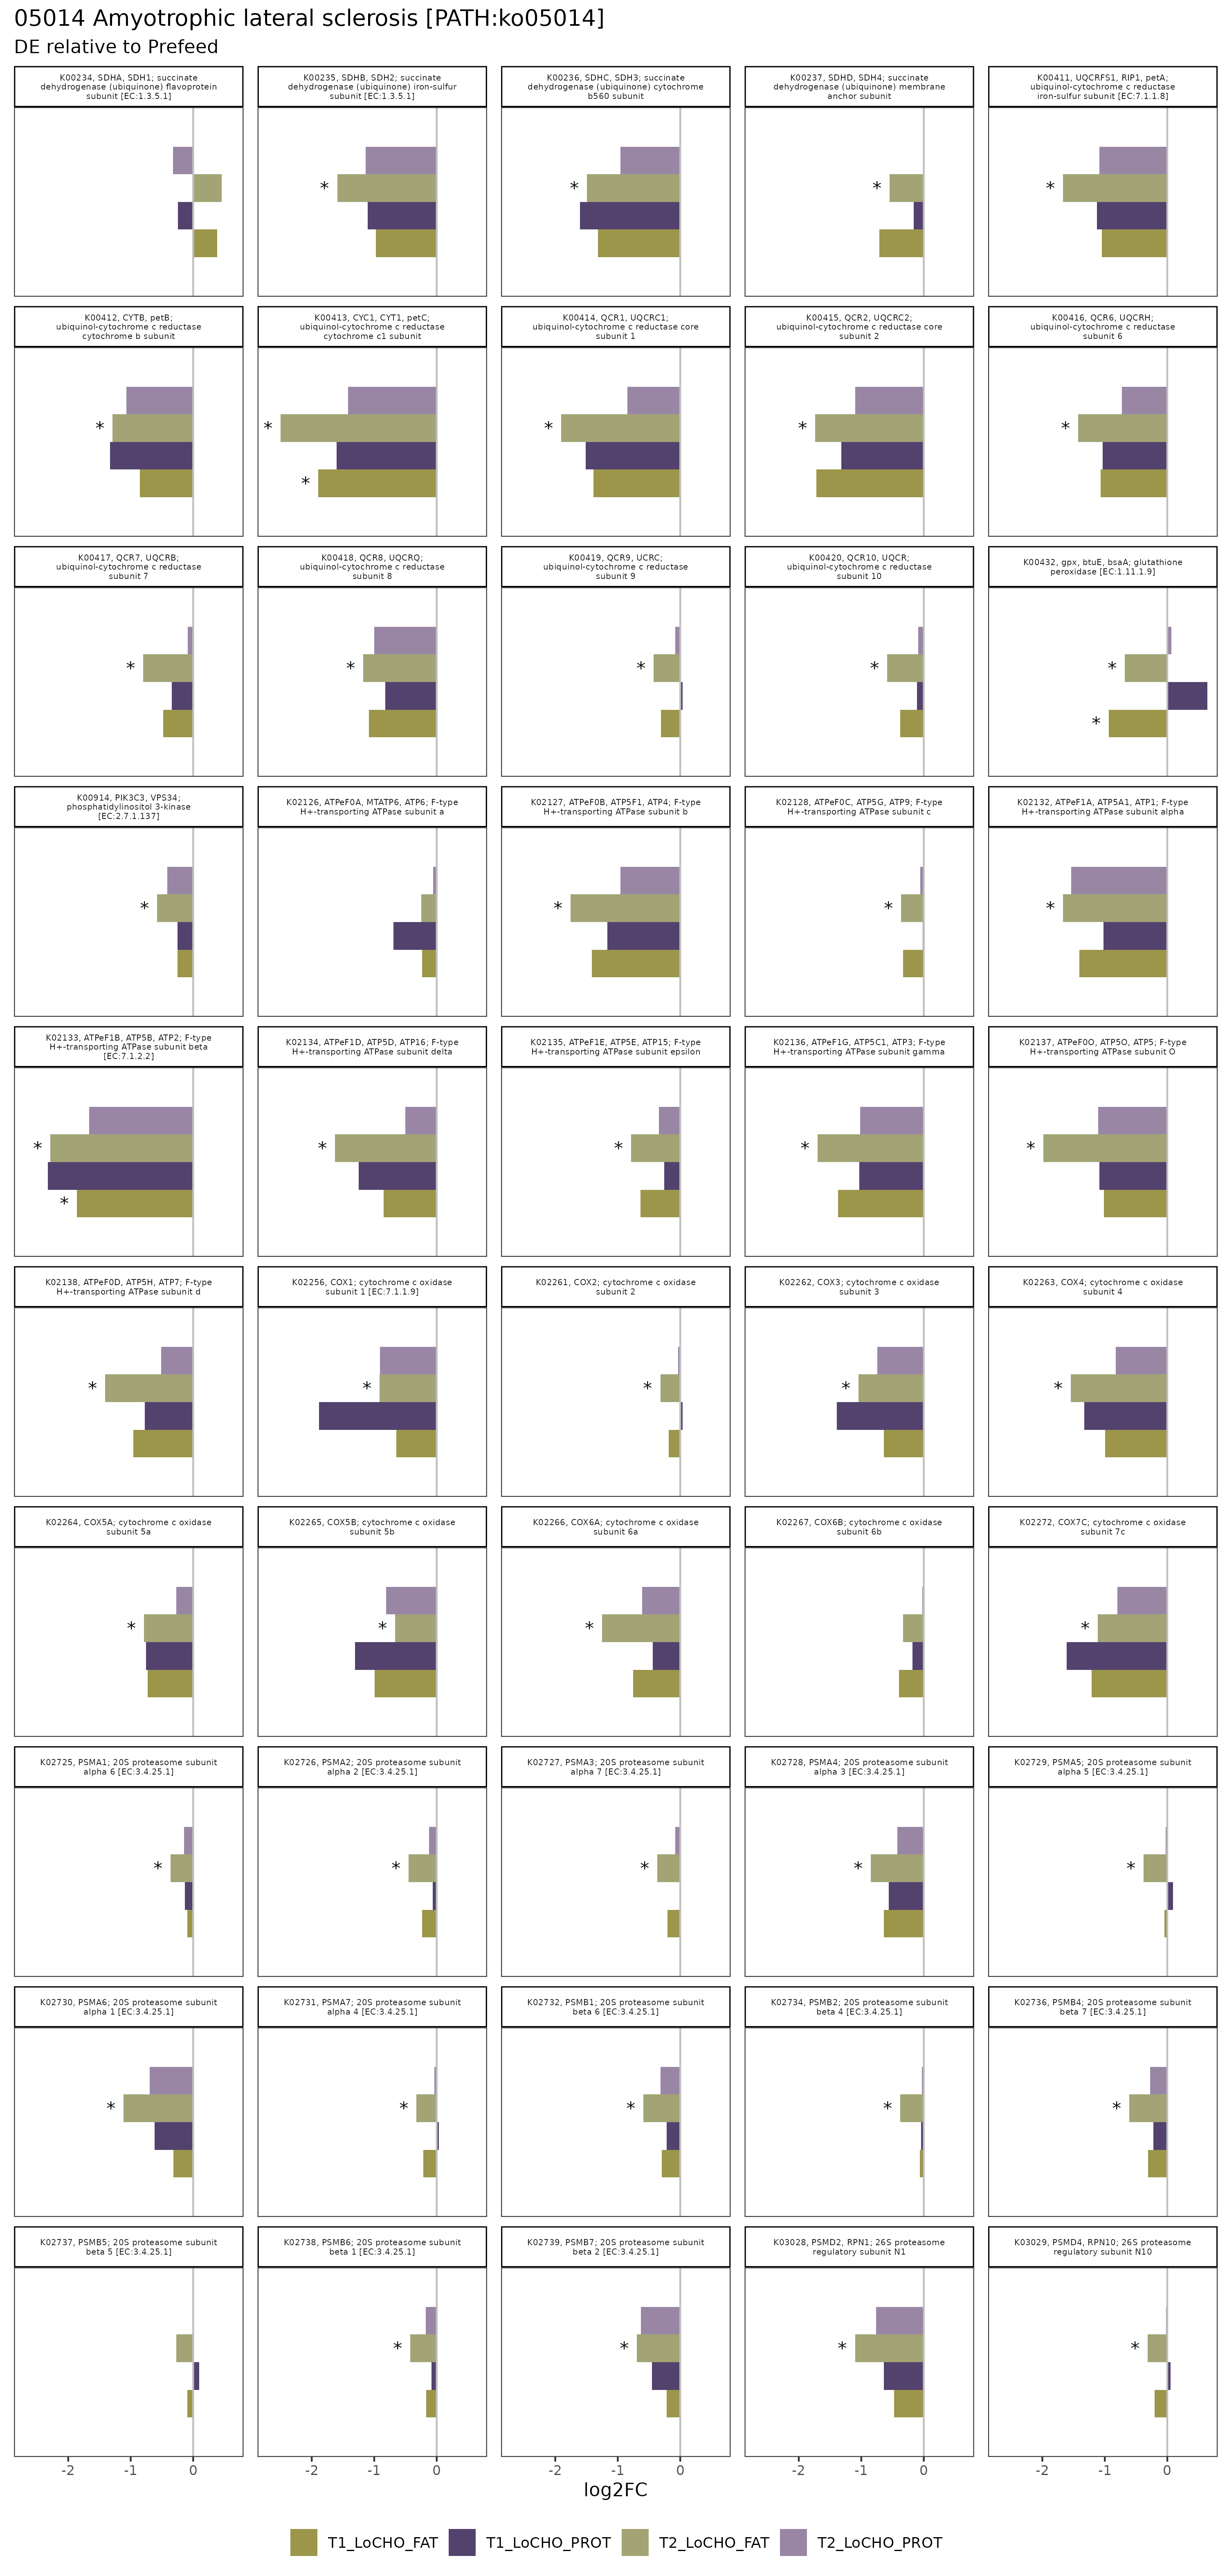 05014 Amyotrophic lateral sclerosis [PATH:ko05014]
DE relative to Prefeed
K00234, SDHA, SDH1; succinate
dehydrogenase (ubiquinone) flavoprotein
subunit [EC:1.3.5.1]
K00235, SDHB, SDH2; succinate
dehydrogenase (ubiquinone) iron-sulfur
subunit [EC:1.3.5.1]
K00236, SDHC, SDH3; succinate
dehydrogenase (ubiquinone) cytochrome
b560 subunit
K00237, SDHD, SDH4; succinate
dehydrogenase (ubiquinone) membrane
anchor subunit
K00411, UQCRFS1, RIP1, petA;
ubiquinol-cytochrome c reductase
iron-sulfur subunit [EC:7.1.1.8]
*
*
*
*
K00412, CYTB, petB;
ubiquinol-cytochrome c reductase
cytochrome b subunit
K00413, CYC1, CYT1, petC;
ubiquinol-cytochrome c reductase
cytochrome c1 subunit
K00414, QCR1, UQCRC1;
ubiquinol-cytochrome c reductase core
subunit 1
K00415, QCR2, UQCRC2;
ubiquinol-cytochrome c reductase core
subunit 2
K00416, QCR6, UQCRH;
ubiquinol-cytochrome c reductase
subunit 6
*
*
*
*
*
*
K00417, QCR7, UQCRB;
ubiquinol-cytochrome c reductase
subunit 7
K00418, QCR8, UQCRQ;
ubiquinol-cytochrome c reductase
subunit 8
K00419, QCR9, UCRC;
ubiquinol-cytochrome c reductase
subunit 9
K00420, QCR10, UQCR;
ubiquinol-cytochrome c reductase
subunit 10
K00432, gpx, btuE, bsaA; glutathione
peroxidase [EC:1.11.1.9]
*
*
*
*
*
*
K00914, PIK3C3, VPS34;
phosphatidylinositol 3-kinase
[EC:2.7.1.137]
K02126, ATPeF0A, MTATP6, ATP6; F-type
H+-transporting ATPase subunit a
K02127, ATPeF0B, ATP5F1, ATP4; F-type
H+-transporting ATPase subunit b
K02128, ATPeF0C, ATP5G, ATP9; F-type
H+-transporting ATPase subunit c
K02132, ATPeF1A, ATP5A1, ATP1; F-type
H+-transporting ATPase subunit alpha
*
*
*
*
K02133, ATPeF1B, ATP5B, ATP2; F-type
H+-transporting ATPase subunit beta
[EC:7.1.2.2]
K02134, ATPeF1D, ATP5D, ATP16; F-type
H+-transporting ATPase subunit delta
K02135, ATPeF1E, ATP5E, ATP15; F-type
H+-transporting ATPase subunit epsilon
K02136, ATPeF1G, ATP5C1, ATP3; F-type
H+-transporting ATPase subunit gamma
K02137, ATPeF0O, ATP5O, ATP5; F-type
H+-transporting ATPase subunit O
*
*
*
*
*
*
K02138, ATPeF0D, ATP5H, ATP7; F-type
H+-transporting ATPase subunit d
K02256, COX1; cytochrome c oxidase
subunit 1 [EC:7.1.1.9]
K02261, COX2; cytochrome c oxidase
subunit 2
K02262, COX3; cytochrome c oxidase
subunit 3
K02263, COX4; cytochrome c oxidase
subunit 4
*
*
*
*
*
K02264, COX5A; cytochrome c oxidase
subunit 5a
K02265, COX5B; cytochrome c oxidase
subunit 5b
K02266, COX6A; cytochrome c oxidase
subunit 6a
K02267, COX6B; cytochrome c oxidase
subunit 6b
K02272, COX7C; cytochrome c oxidase
subunit 7c
*
*
*
*
K02725, PSMA1; 20S proteasome subunit
alpha 6 [EC:3.4.25.1]
K02726, PSMA2; 20S proteasome subunit
alpha 2 [EC:3.4.25.1]
K02727, PSMA3; 20S proteasome subunit
alpha 7 [EC:3.4.25.1]
K02728, PSMA4; 20S proteasome subunit
alpha 3 [EC:3.4.25.1]
K02729, PSMA5; 20S proteasome subunit
alpha 5 [EC:3.4.25.1]
*
*
*
*
*
K02730, PSMA6; 20S proteasome subunit
alpha 1 [EC:3.4.25.1]
K02731, PSMA7; 20S proteasome subunit
alpha 4 [EC:3.4.25.1]
K02732, PSMB1; 20S proteasome subunit
beta 6 [EC:3.4.25.1]
K02734, PSMB2; 20S proteasome subunit
beta 4 [EC:3.4.25.1]
K02736, PSMB4; 20S proteasome subunit
beta 7 [EC:3.4.25.1]
*
*
*
*
*
K02737, PSMB5; 20S proteasome subunit
beta 5 [EC:3.4.25.1]
K02738, PSMB6; 20S proteasome subunit
beta 1 [EC:3.4.25.1]
K02739, PSMB7; 20S proteasome subunit
beta 2 [EC:3.4.25.1]
K03028, PSMD2, RPN1; 26S proteasome
regulatory subunit N1
K03029, PSMD4, RPN10; 26S proteasome
regulatory subunit N10
*
*
*
*
-2 -1 0
-2 -1 0
-2 -1 0
-2 -1 0
-2 -1 0
log2FC
T1_LoCHO_FAT T1_LoCHO_PROT T2_LoCHO_FAT T2_LoCHO_PROT